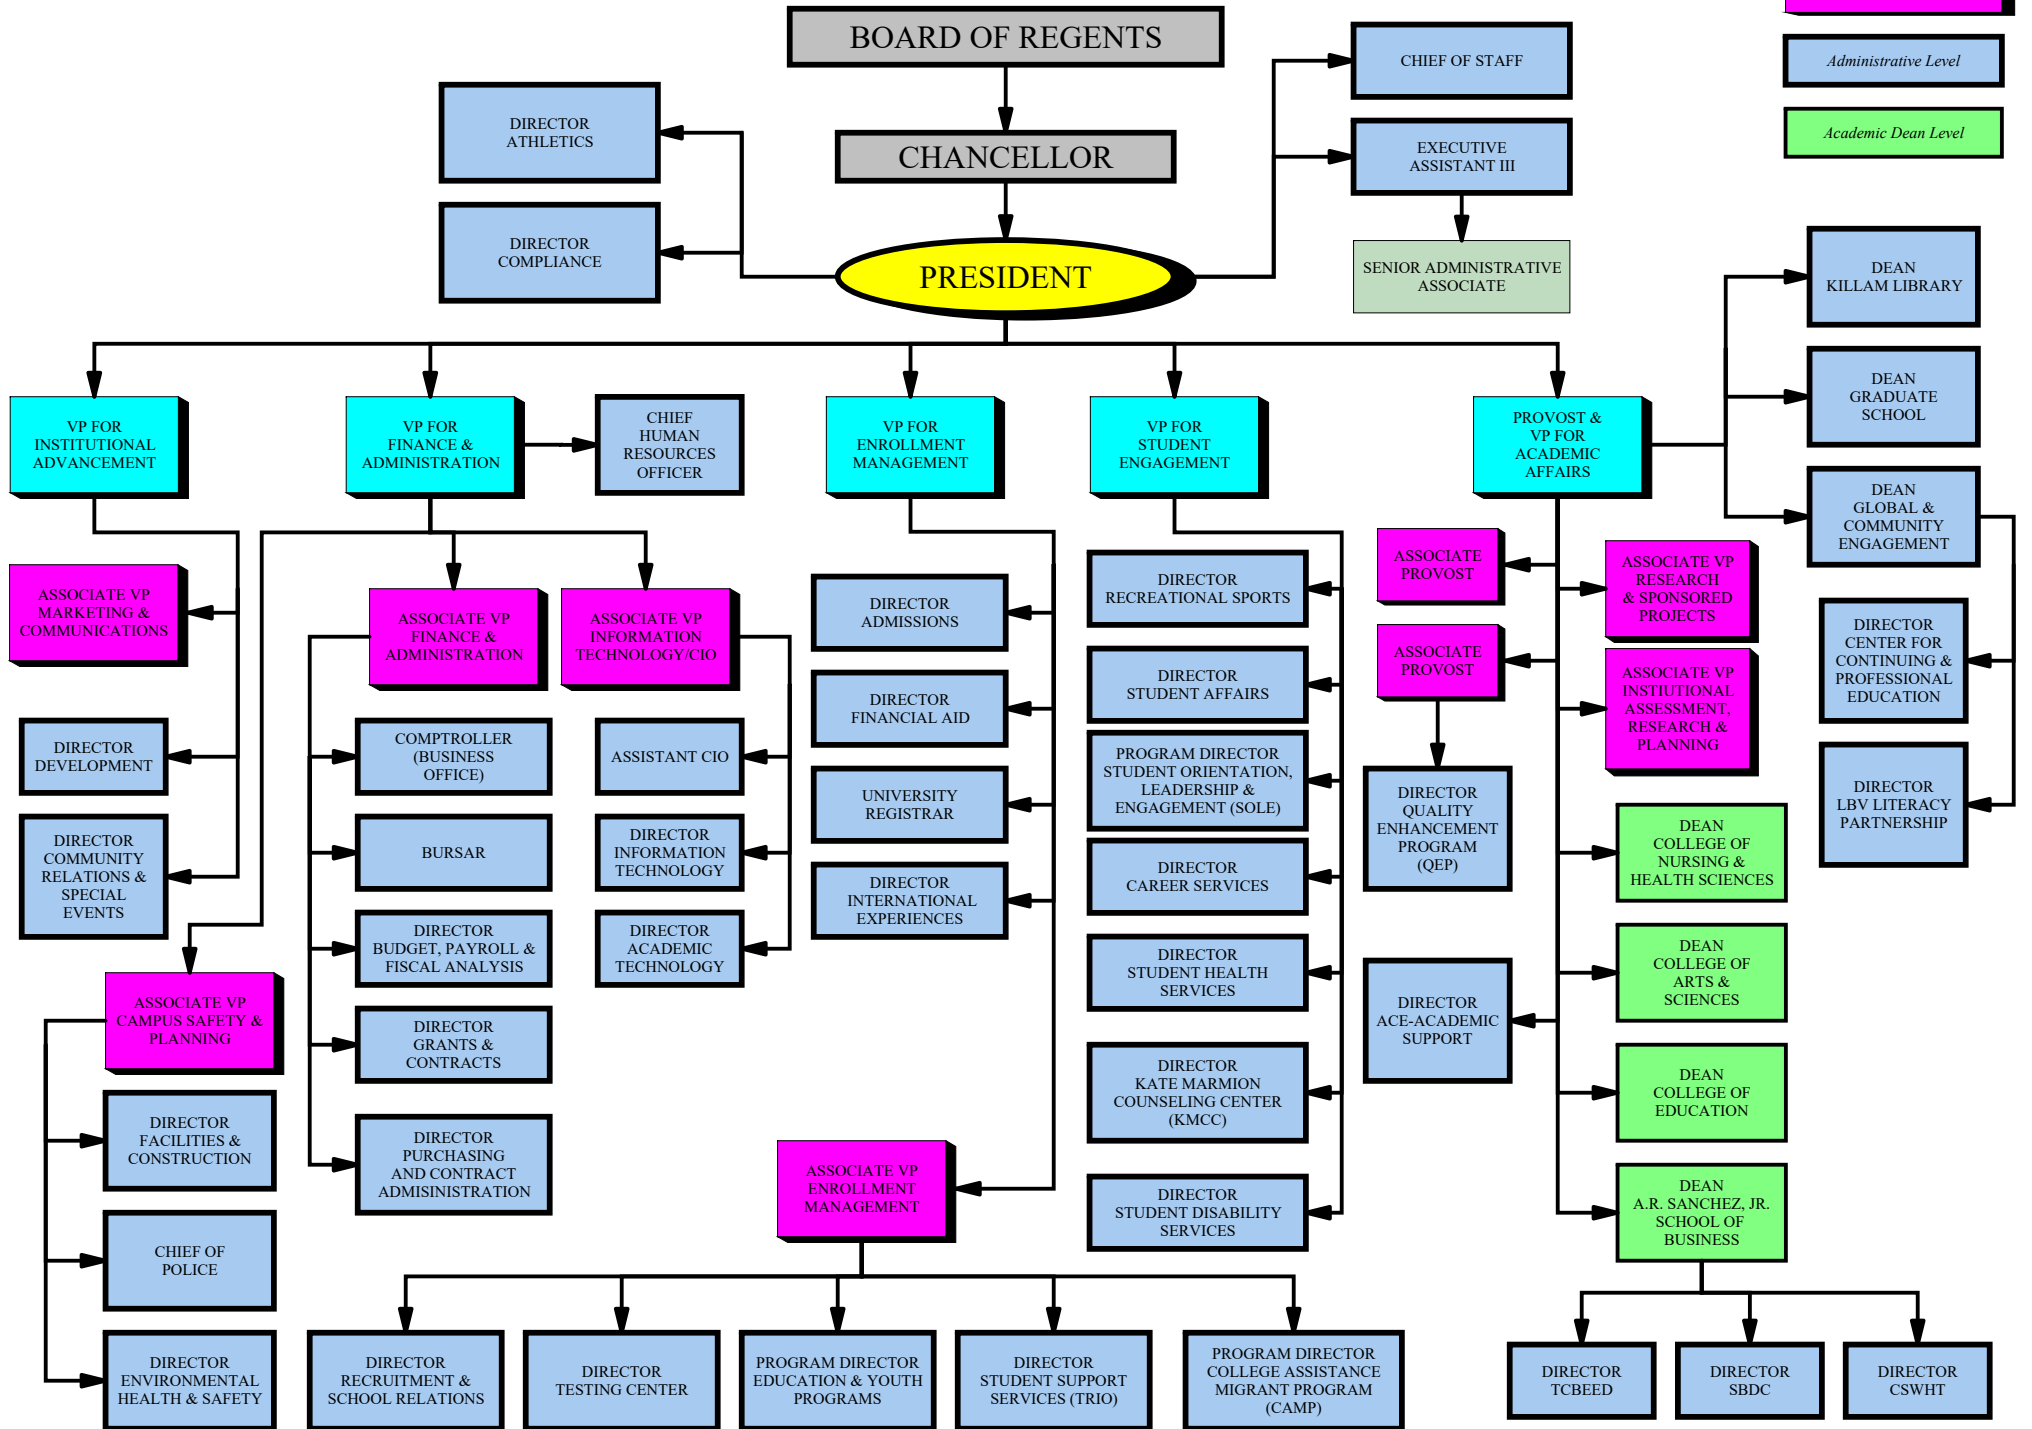 BOARD OF REGENTS
CHIEF OF STAFF
Administrative Level
DIRECTOR
ATHLETICS
CHANCELLOR
EXECUTIVE
ASSISTANT III
Academic Dean Level
DIRECTOR
COMPLIANCE
PRESIDENT
SENIOR ADMINISTRATIVE
ASSOCIATE
DEAN
KILLAM LIBRARY
DEAN
GRADUATE
SCHOOL
VP FOR
INSTITUTIONAL
ADVANCEMENT
VP FOR
FINANCE &
ADMINISTRATION
CHIEF
HUMAN
RESOURCES
OFFICER
VP FOR
ENROLLMENT
MANAGEMENT
VP FOR
STUDENT
ENGAGEMENT
PROVOST &
VP FOR
ACADEMIC
AFFAIRS
DEAN
GLOBAL &
COMMUNITY
ENGAGEMENT
ASSOCIATE VP
MARKETING &
COMMUNICATIONS
DIRECTOR
DEVELOPMENT
DIRECTOR
COMMUNITY
RELATIONS &
SPECIAL
EVENTS
ASSOCIATE VP
CAMPUS SAFETY &
PLANNING
DIRECTOR
FACILITIES &
CONSTRUCTION
CHIEF OF
POLICE
DIRECTOR
ENVIRONMENTAL
HEALTH & SAFETY
ASSOCIATE VP
FINANCE &
ADMINISTRATION
COMPTROLLER
(BUSINESS
OFFICE)
BURSAR
DIRECTOR
BUDGET, PAYROLL &
FISCAL ANALYSIS
DIRECTOR
GRANTS &
CONTRACTS
DIRECTOR
PURCHASING
AND CONTRACT
ADMISINISTRATION
ASSOCIATE VP
INFORMATION
TECHNOLOGY/CIO
ASSISTANT CIO
DIRECTOR
INFORMATION
TECHNOLOGY
DIRECTOR
ACADEMIC
TECHNOLOGY
DIRECTOR
ADMISSIONS
DIRECTOR
FINANCIAL AID
UNIVERSITY
REGISTRAR
DIRECTOR
INTERNATIONAL
EXPERIENCES
ASSOCIATE VP
ENROLLMENT
MANAGEMENT
DIRECTOR
RECRUITMENT &
SCHOOL RELATIONS
DIRECTOR
TESTING CENTER
PROGRAM DIRECTOR
EDUCATION & YOUTH
PROGRAMS
DIRECTOR
STUDENT SUPPORT
SERVICES (TRIO)
PROGRAM DIRECTOR
COLLEGE ASSISTANCE
MIGRANT PROGRAM
(CAMP)
DIRECTOR
RECREATIONAL SPORTS
DIRECTOR
STUDENT AFFAIRS
PROGRAM DIRECTOR
STUDENT ORIENTATION,
LEADERSHIP &
ENGAGEMENT (SOLE)
DIRECTOR
CAREER SERVICES
DIRECTOR
STUDENT HEALTH
SERVICES
DIRECTOR
KATE MARMION
COUNSELING CENTER
(KMCC)
DIRECTOR
STUDENT DISABILITY
SERVICES
ASSOCIATE
PROVOST
ASSOCIATE
PROVOST
DIRECTOR
QUALITY
ENHANCEMENT
PROGRAM
(QEP)
DIRECTOR
ACE-ACADEMIC
SUPPORT
ASSOCIATE VP
RESEARCH
& SPONSORED
PROJECTS
ASSOCIATE VP
INSTIUTIONAL
ASSESSMENT,
RESEARCH &
PLANNING
DEAN
COLLEGE OF
NURSING &
HEALTH SCIENCES
DEAN
COLLEGE OF
ARTS &
SCIENCES
DEAN
COLLEGE OF
EDUCATION
DEAN
A.R. SANCHEZ, JR.
SCHOOL OF
BUSINESS
DIRECTOR
TCBEED
DIRECTOR
SBDC
DIRECTOR
CSWHT
DIRECTOR
CENTER FOR
CONTINUING &
PROFESSIONAL
EDUCATION
DIRECTOR
LBV LITERACY
PARTNERSHIP